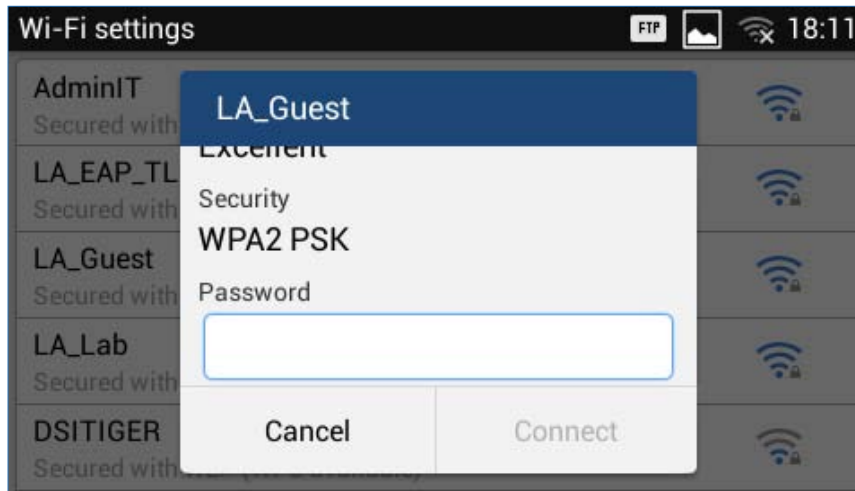 Wi-Fi settings FTP 18:11
AdminIT
Secured with
LA_Guest
Excellent
LA_EAP_TL
Secured with
Security
WPA2 PSK
LA_Guest
Secured with
Password
LA_Lab
Secured with
DSITIGER
Secured with
Cancel
Connect